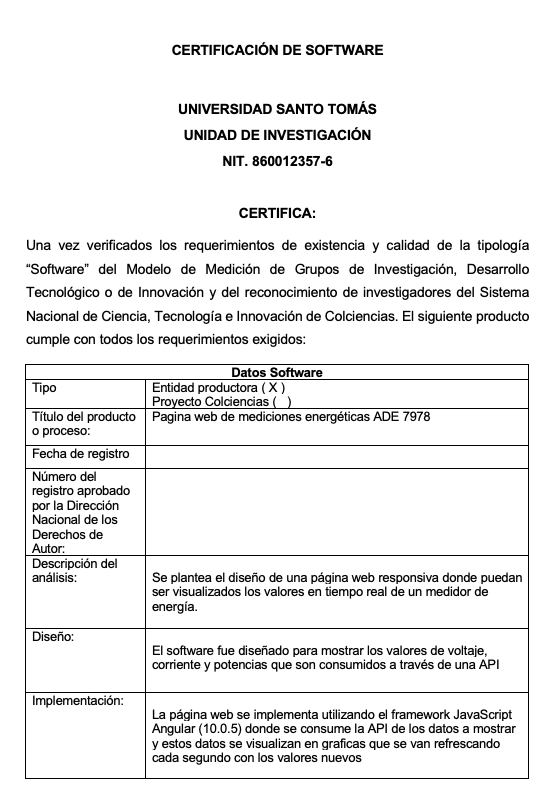 CERTIFICACIÓN DE SOFTWARE
UNIVERSIDAD SANTO TOMÁS
UNIDAD DE INVESTIGACIÓN
NIT. 860012357-6
CERTIFICA:
Una vez verificados los requerimientos de existencia y calidad de la tipología
“Software” del Modelo de Medición de Grupos de Investigación, Desarrollo
Tecnológico o de Innovación y del reconocimiento de investigadores del Sistema
Nacional de Ciencia, Tecnología e Innovación de Colciencias. El siguiente producto
cumple con todos los requerimientos exigidos:
Datos Software
Tipo
Entidad productora ( X )
Proyecto Colciencias (   )
Título del producto
o proceso:
Pagina web de mediciones energéticas ADE 7978
Fecha de registro
Número del
registro aprobado
por la Dirección
Nacional de los
Derechos de
Autor:
Descripción del
análisis:
Se plantea el diseño de una página web responsiva donde puedan
ser visualizados los valores en tiempo real de un medidor de
energía.
Diseño:
El software fue diseñado para mostrar los valores de voltaje,
corriente y potencias que son consumidos a través de una API
Implementación:
La página web se implementa utilizando el framework JavaScript
Angular (10.0.5) donde se consume la API de los datos a mostrar
y estos datos se visualizan en graficas que se van refrescando
cada segundo con los valores nuevos